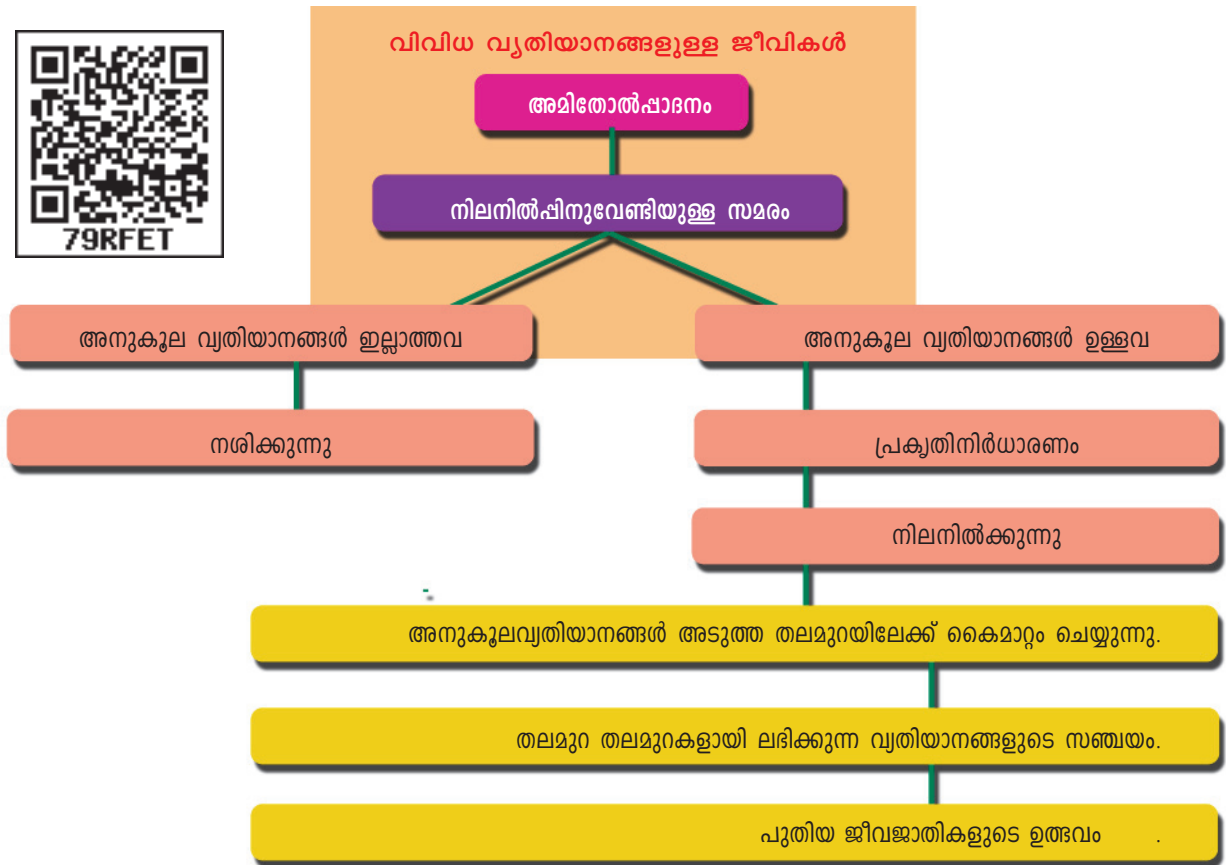 വിവിധ വ്യതിയാനങ്ങളുള്ള ജീവികൾ
അമിതോൽപ്പാദനം
നിലനിൽപ്പിനുവേണ്ടിയുള്ള സമരം
79RFET
അനുകൂല വ്യതിയാനങ്ങൾ ഇല്ലാത്തവ
അനുകൂല വ്യതിയാനങ്ങൾ ഉള്ളവ
നശിക്കുന്നു
പ്രകൃതിനിർധാരണം
നിലനിൽക്കുന്നു
അനുകൂലവ്യതിയാനങ്ങൾ അടുത്ത തലമുറയിലേക്ക് കൈമാറ്റം ചെയ്യുന്നു.
തലമുറ തലമുറകളായി ലഭിക്കുന്ന വ്യതിയാനങ്ങളുടെ സഞ്ചയം.
പുതിയ ജീവജാതികളുടെ ഉത്ഭവം .